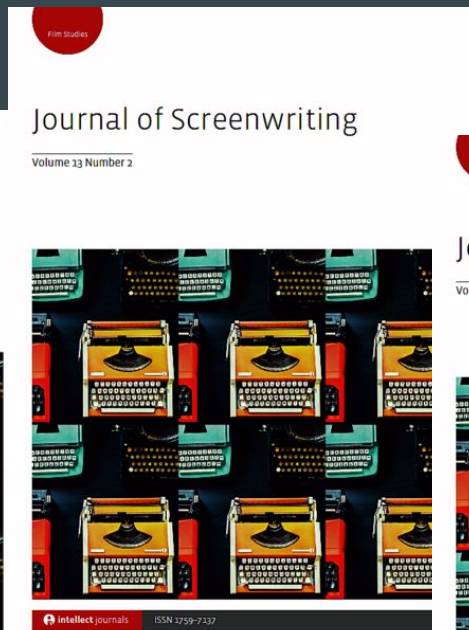 Film Studies
Journal of Screenwriting
Volume 13 Number 2
intellect journals
ISSN 1759-7137